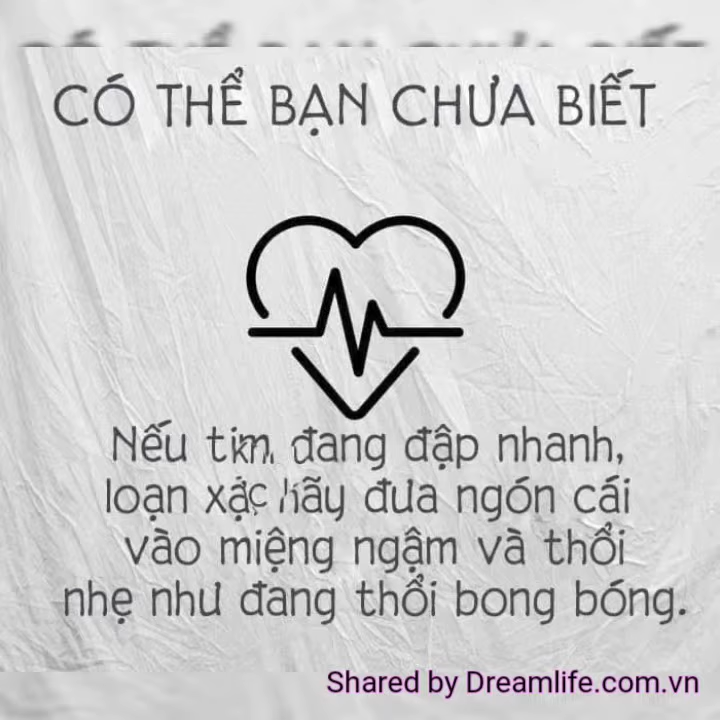 CÓ THỂ BẠN CHƯA BIẾT
Nếu tim đang đập nhanh,
loạn xạ, hãy đưa ngón cái
vào miệng ngậm và thổi
nhẹ như đang thổi bong bóng.
Shared by Dreamlife.com.vn